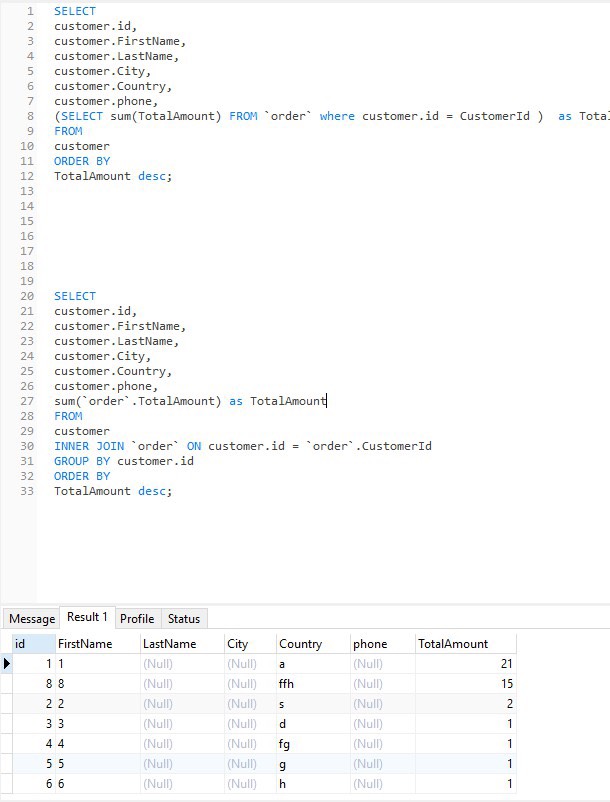 1 SELECT
2 customer.id,
3 customer.FirstName,
4 customer.LastName,
5 customer.City,
6 customer.Country,
7 customer.phone,
8 (SELECT sum(TotalAmount) FROM `order` where customer.id = CustomerId )  as Total
9 FROM
10 customer
11 ORDER BY
12 TotalAmount desc;
13
14
15
16
17
18
19
20 SELECT
21 customer.id,
22 customer.FirstName,
23 customer.LastName,
24 customer.City,
25 customer.Country,
26 customer.phone,
27 sum(`order`.TotalAmount) as TotalAmount
28 FROM
29 customer
30 INNER JOIN `order` ON customer.id = `order`.CustomerId
31 GROUP BY customer.id
32 ORDER BY
33 TotalAmount desc;
Message Result 1 Profile Status
id FirstName LastName City Country phone TotalAmount
1 1 (Null) (Null) a (Null) 21
8 8 (Null) (Null) ffh (Null) 15
2 2 (Null) (Null) s (Null) 2
3 3 (Null) (Null) d (Null) 1
4 4 (Null) (Null) fg (Null) 1
5 5 (Null) (Null) g (Null) 1
6 6 (Null) (Null) h (Null) 1